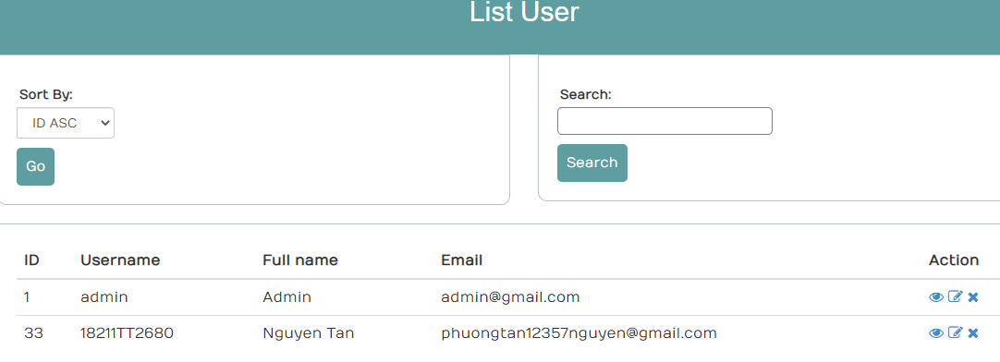 List User
Sort By:
ID ASC
Go
Search:
Search
ID Username Full name Email Action
1 admin Admin admin@gmail.com
33 18211TT2680 Nguyen Tan phuongtan12357nguyen@gmail.com